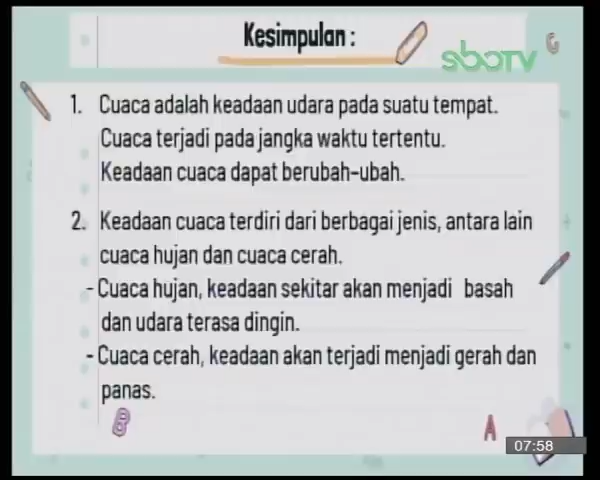 Kesimpulan :
sboTV
1. Cuaca adalah keadaan udara pada suatu tempat.
Cuaca terjadi pada jangka waktu tertentu.
Keadaan cuaca dapat berubah-ubah.
2. Keadaan cuaca terdiri dari berbagai jenis, antara lain
cuaca hujan dan cuaca cerah.
- Cuaca hujan, keadaan sekitar akan menjadi basah
dan udara terasa dingin.
- Cuaca cerah, keadaan akan terjadi menjadi gerah dan
panas.
B
A
07:58